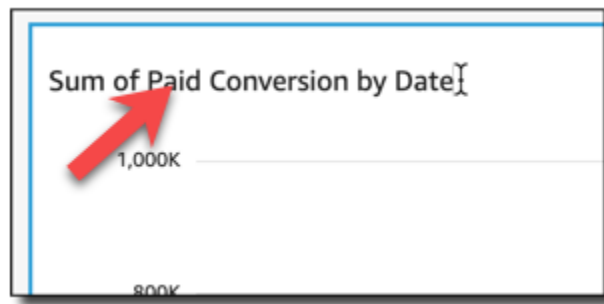 Sum of Paid Conversion by Date
1,000K
800K